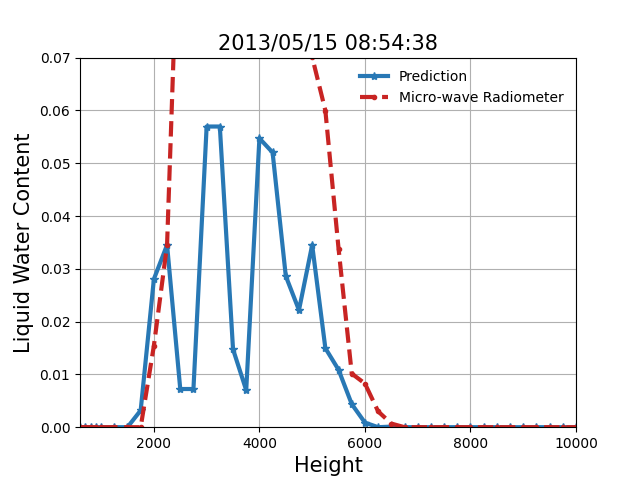 2013/05/15 08:54:38
0.07
0.06
0.05
0.04
0.03
0.02
0.01
0.00
Liquid Water Content
Prediction
Micro-wave Radiometer
2000 4000 6000 8000 10000
Height